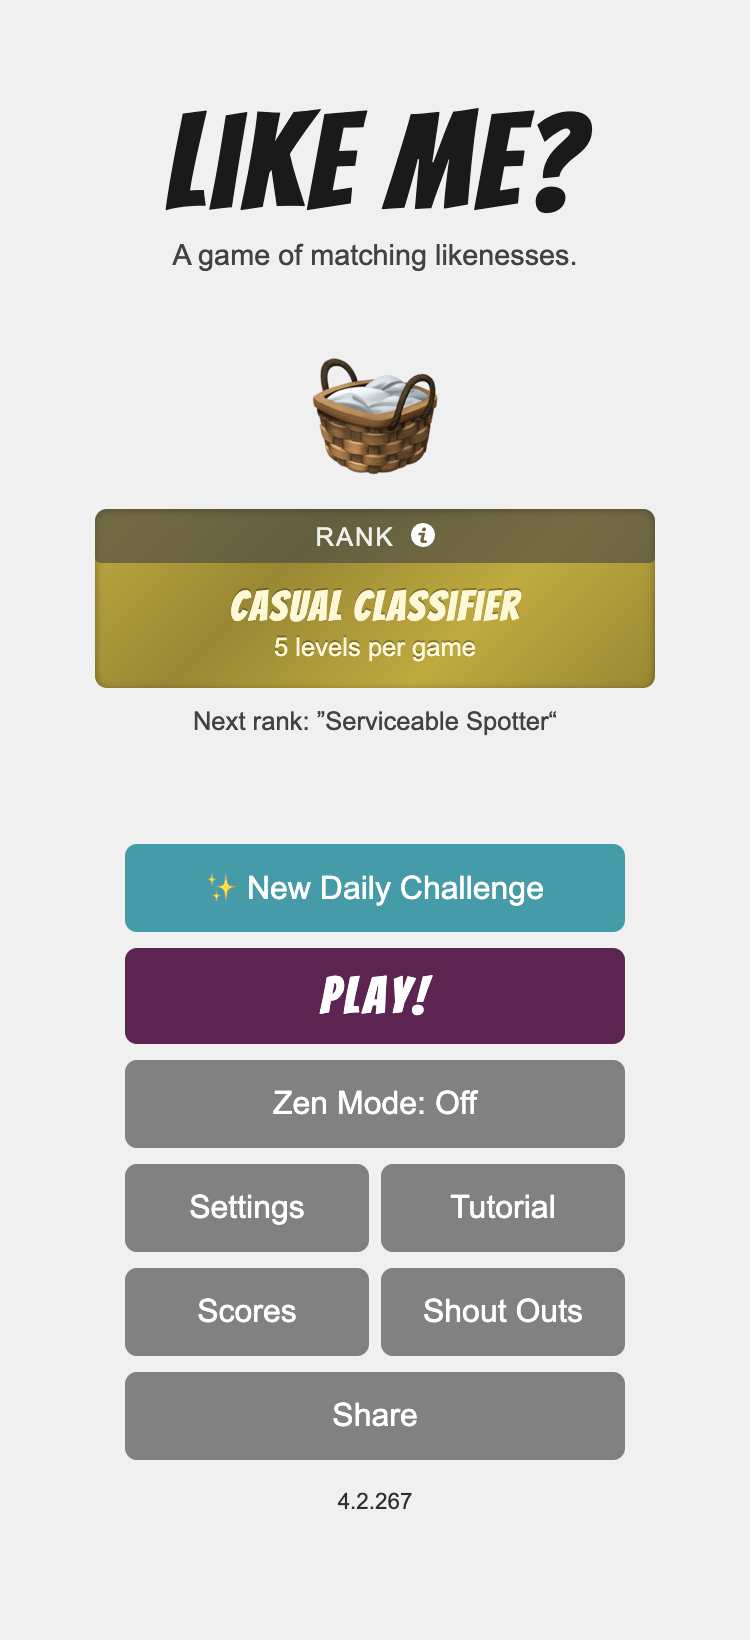 LIKE ME?
A game of matching likenesses.
RANK
CASUAL CLASSIFIER
5 levels per game
Next rank: ”Serviceable Spotter“
✨ New Daily Challenge
PLAY!
Zen Mode: Off
Settings
Tutorial
Scores
Shout Outs
Share
4.2.267